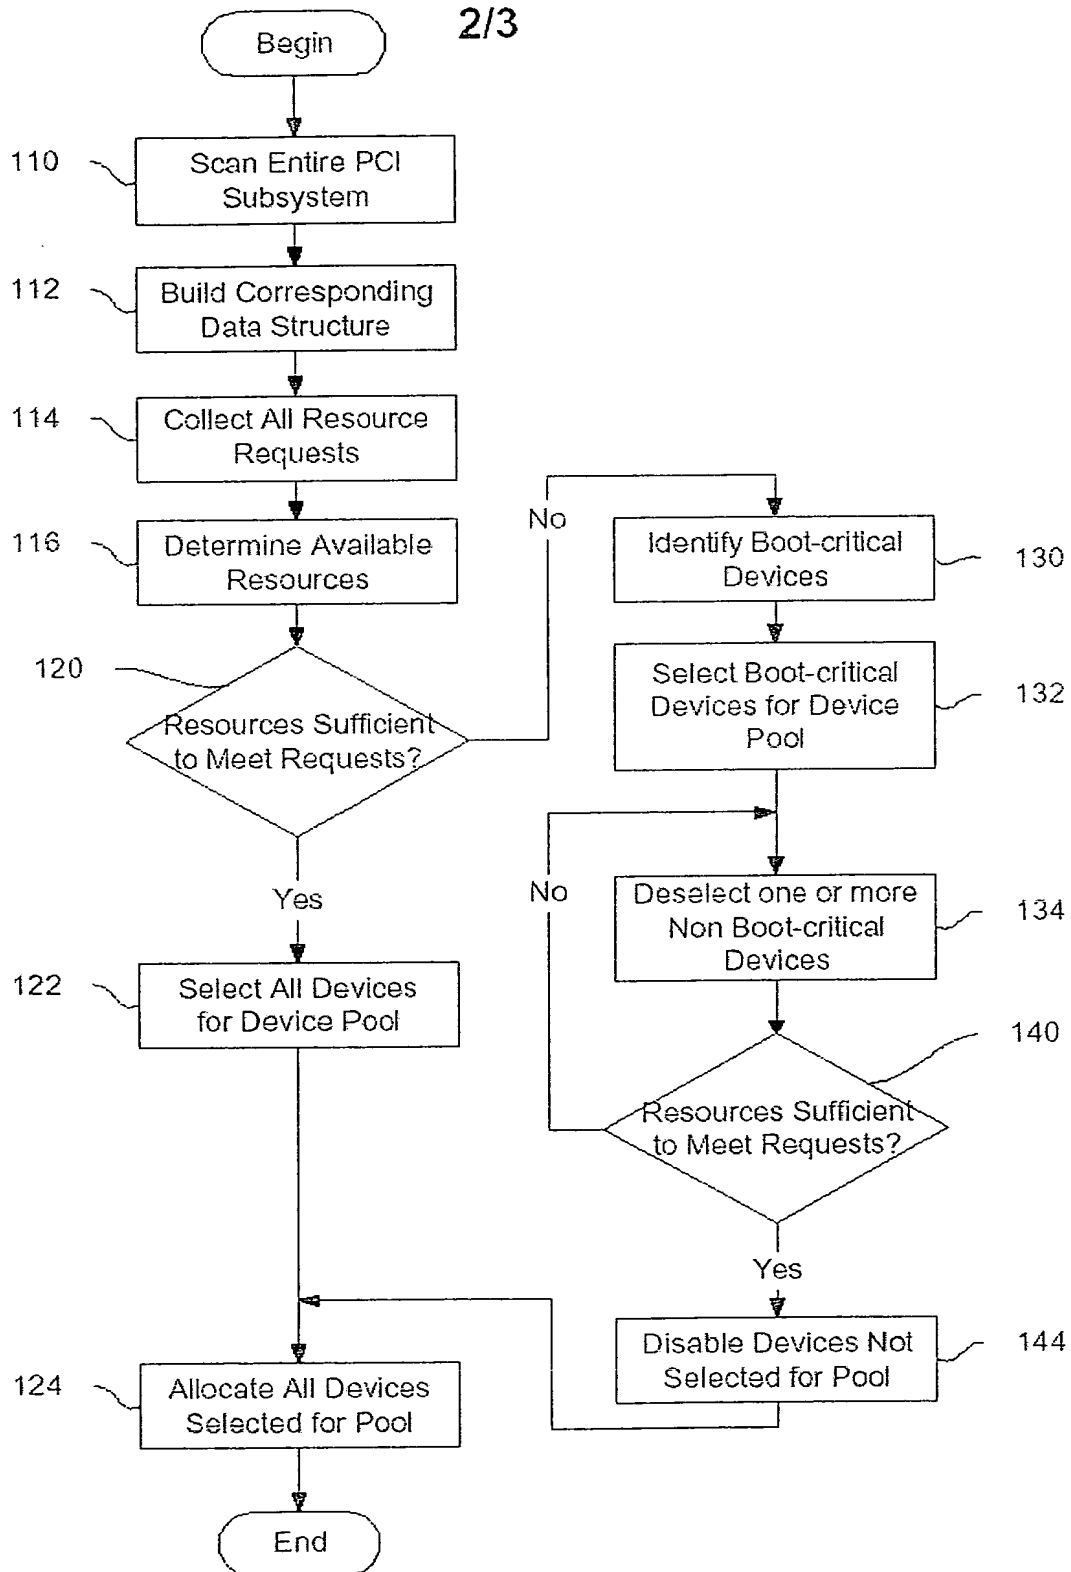 2/3
Begin
110
Scan Entire PCI
Subsystem
112
Build Corresponding
Data Structure
114
Collect All Resource
Requests
116
Determine Available
Resources
120
Resources Sufficient
to Meet Requests?
No
Yes
122
Select All Devices
for Device Pool
124
Allocate All Devices
Selected for Pool
End
Identify Boot-critical
Devices
130
Select Boot-critical
Devices for Device
Pool
132
Deselect one or more
Non Boot-critical
Devices
134
No
140
Resources Sufficient
to Meet Requests?
Yes
Disable Devices Not
Selected for Pool
144